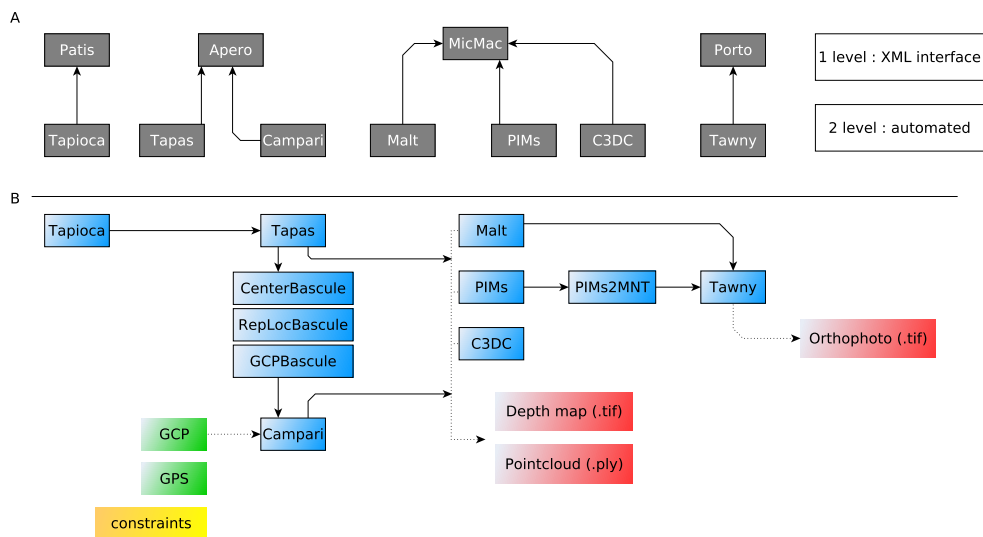 A
Patis
Apero
MicMac
Porto
1 level : XML interface
Tapioca
Tapas
Campari
Malt
PIMs
C3DC
Tawny
2 level : automated
B
Tapioca
Tapas
Malt
CenterBascule
PIMs
PIMs2MNT
Tawny
RepLocBascule
GCPBascule
C3DC
Orthophoto (.tif)
Depth map (.tif)
GCP
Campari
Pointcloud (.ply)
GPS
constraints